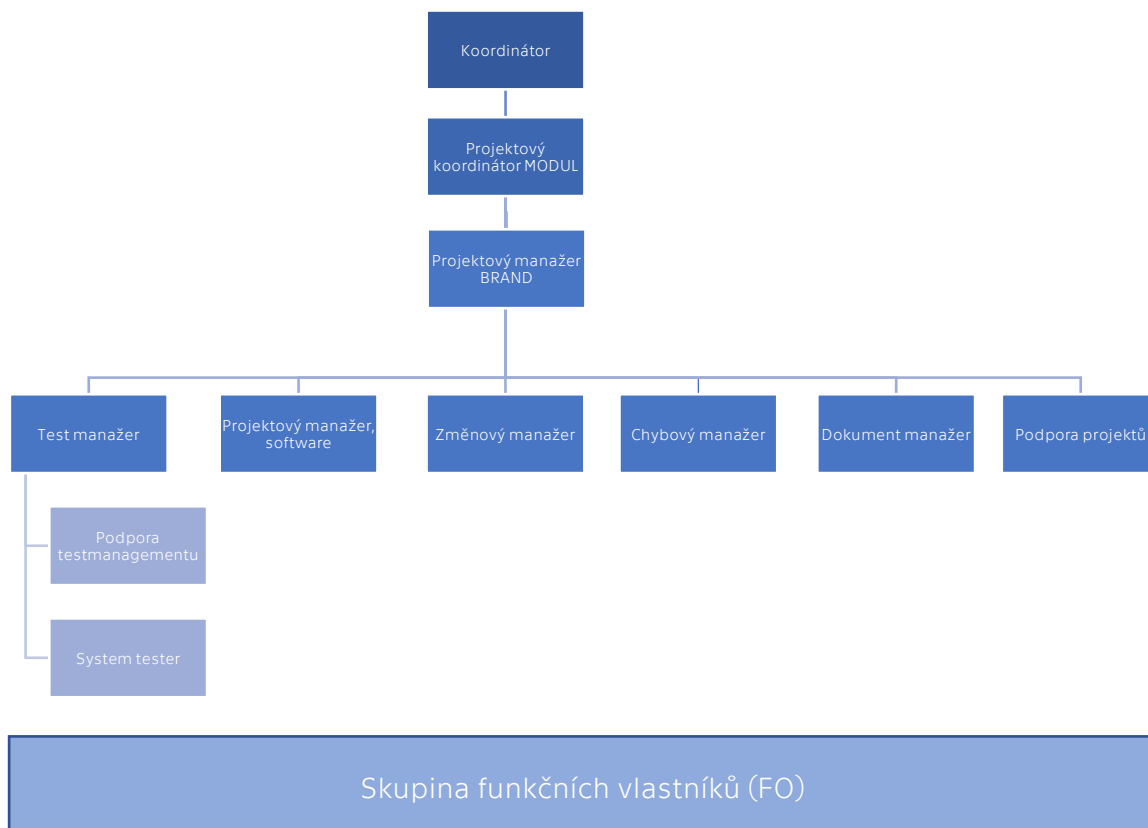 Koordinátor
Projektový
koordinátor MODUL
Projektový manažer
BRAND
Test manažer
Projektový manažer,
software
Změnový manažer
Chybový manažer
Dokument manažer
Podpora projektů
Podpora
testmanagementu
System tester
Skupina funkčních vlastníků (FO)